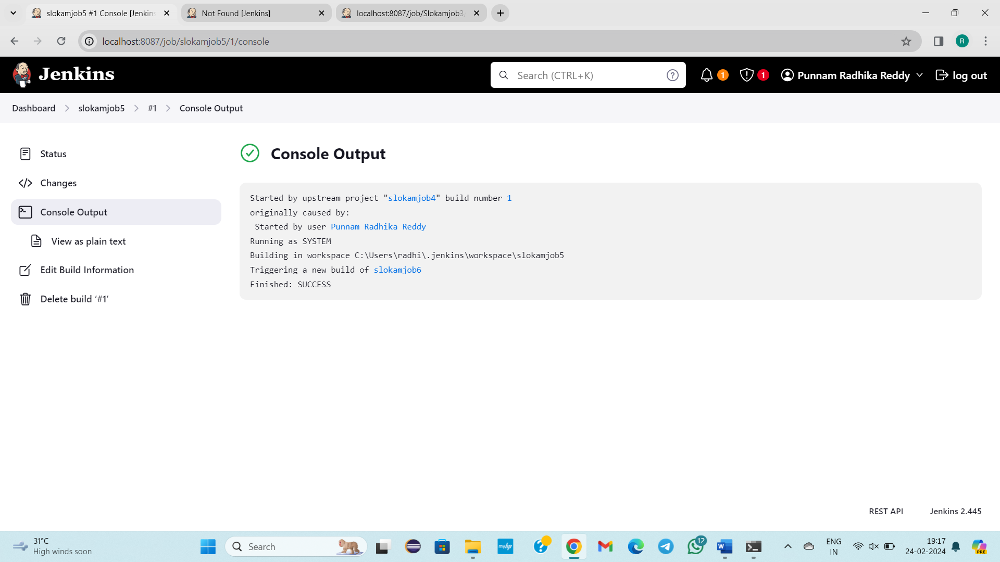 slokamjob5 #1 Console [Jenkins
Not Found [Jenkins]
localhost:8087/job/Slokamjob3/
localhost:8087/job/slokamjob5/1/console
R
Jenkins
Search (CTRL+K)
?
1
1
Punnam Radhika Reddy
log out
Dashboard
slokamjob5
#1
Console Output
Status
Changes
Console Output
View as plain text
Edit Build Information
Delete build ‘#1’
Console Output
Started by upstream project "slokamjob4" build number 1
originally caused by:
Started by user Punnam Radhika Reddy
Running as SYSTEM
Building in workspace C:\Users\radhi\.jenkins\workspace\slokamjob5
Triggering a new build of slokamjob6
Finished: SUCCESS
REST API
Jenkins 2.445
31°C
High winds soon
Search
myhp
?
12
W
ENG
IN
19:17
24-02-2024
PRE